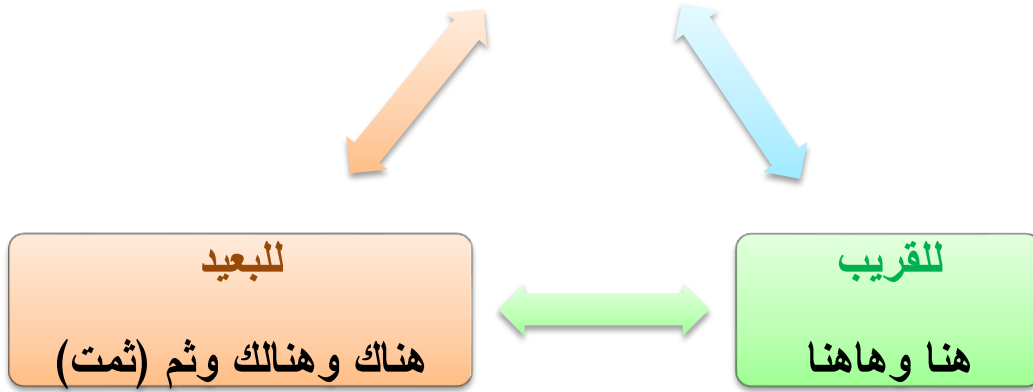 للقريب
هنا وهاهنا
للبعيد
هناك وهنالك وثم (ثمت)